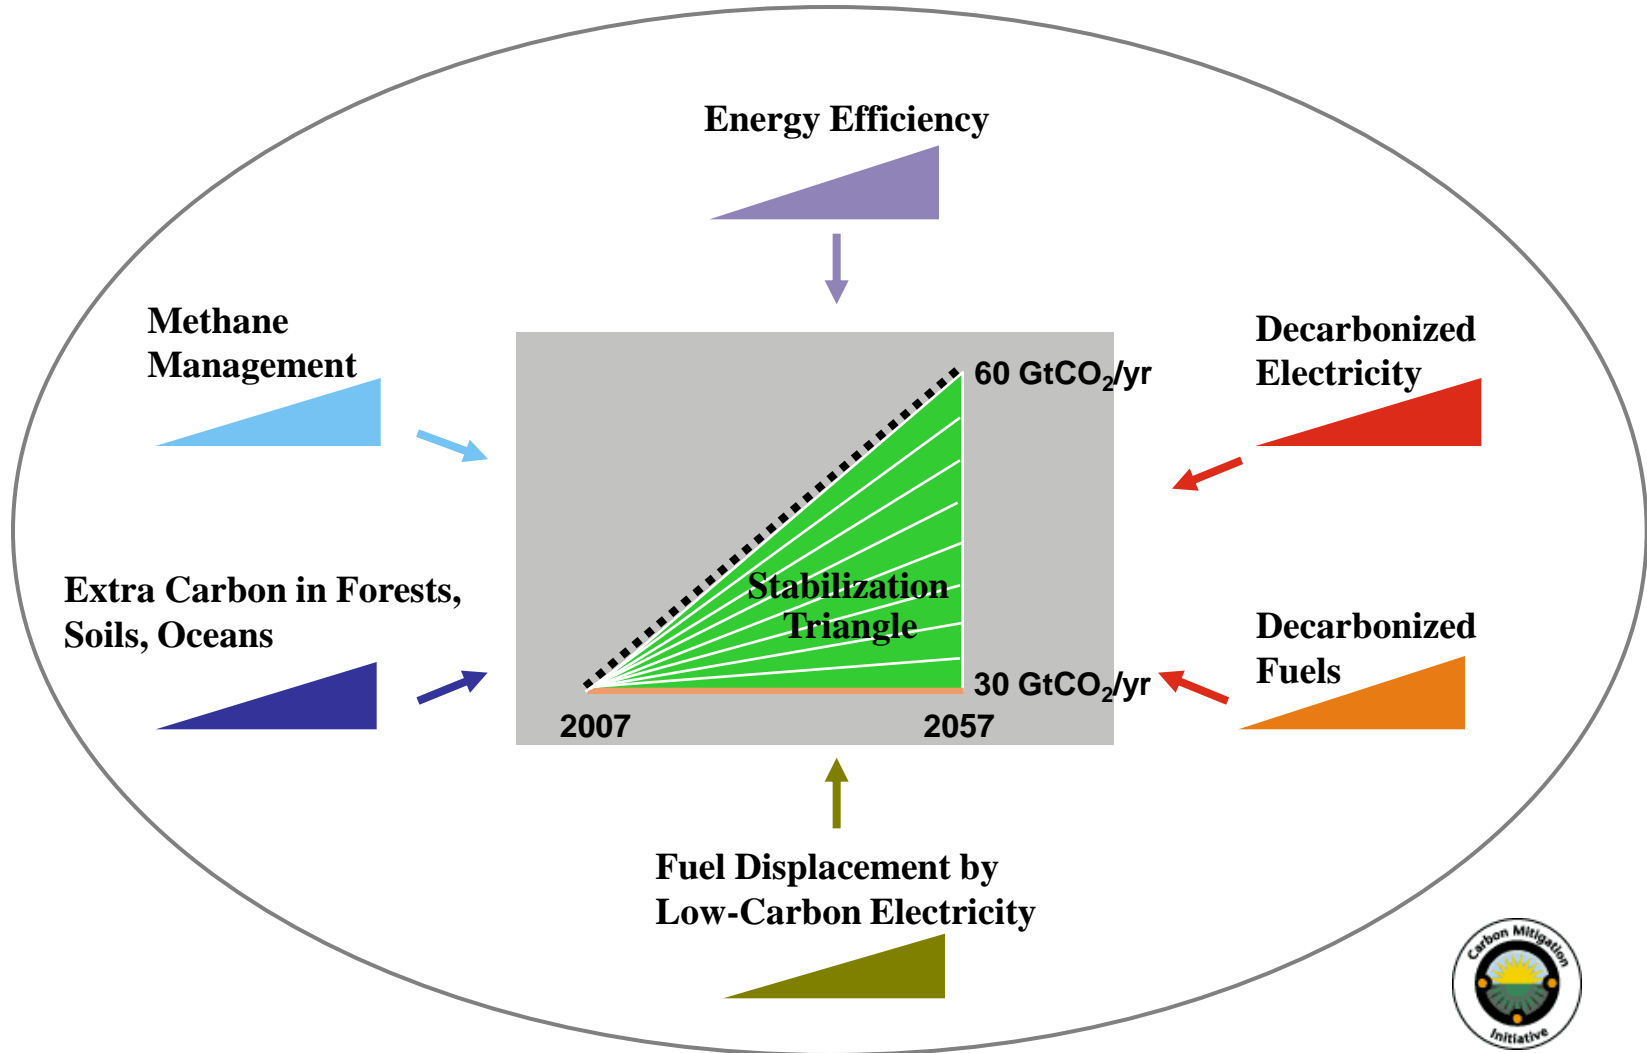 Energy Efficiency
Methane
Management
Decarbonized
Electricity
60 GtCO₂/yr
Stabilization
Triangle
Extra Carbon in Forests,
Soils, Oceans
Decarbonized
Fuels
30 GtCO₂/yr
2007
2057
Fuel Displacement by
Low-Carbon Electricity
Carbon Mitigation
Initiative